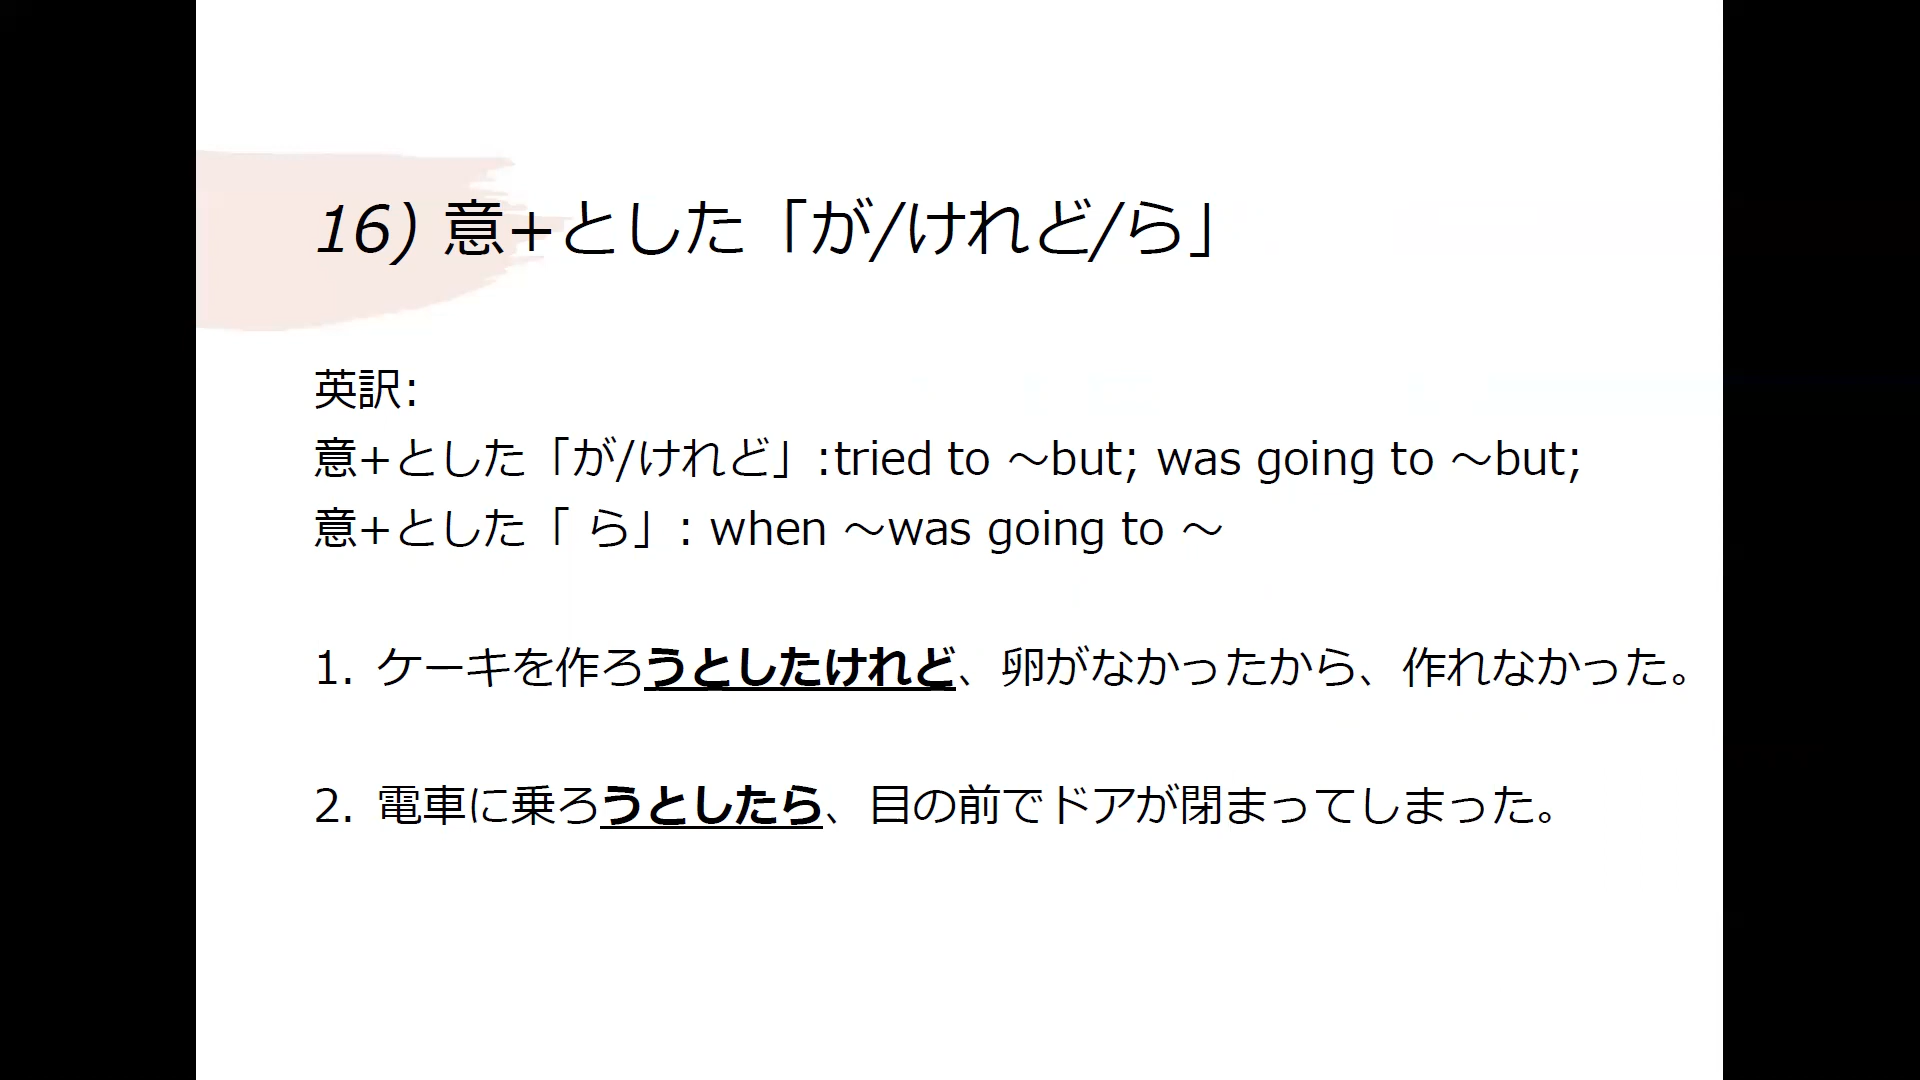 16) 意+とした「が/けれど/ら」
英訳:
意+とした「が/けれど」:tried to ～but; was going to ～but;
意+とした「 ら」: when ～was going to ～
1. ケーキを作ろうとしたけれど、卵がなかったから、作れなかった。
2. 電車に乗ろうとしたら、目の前でドアが閉まってしまった。